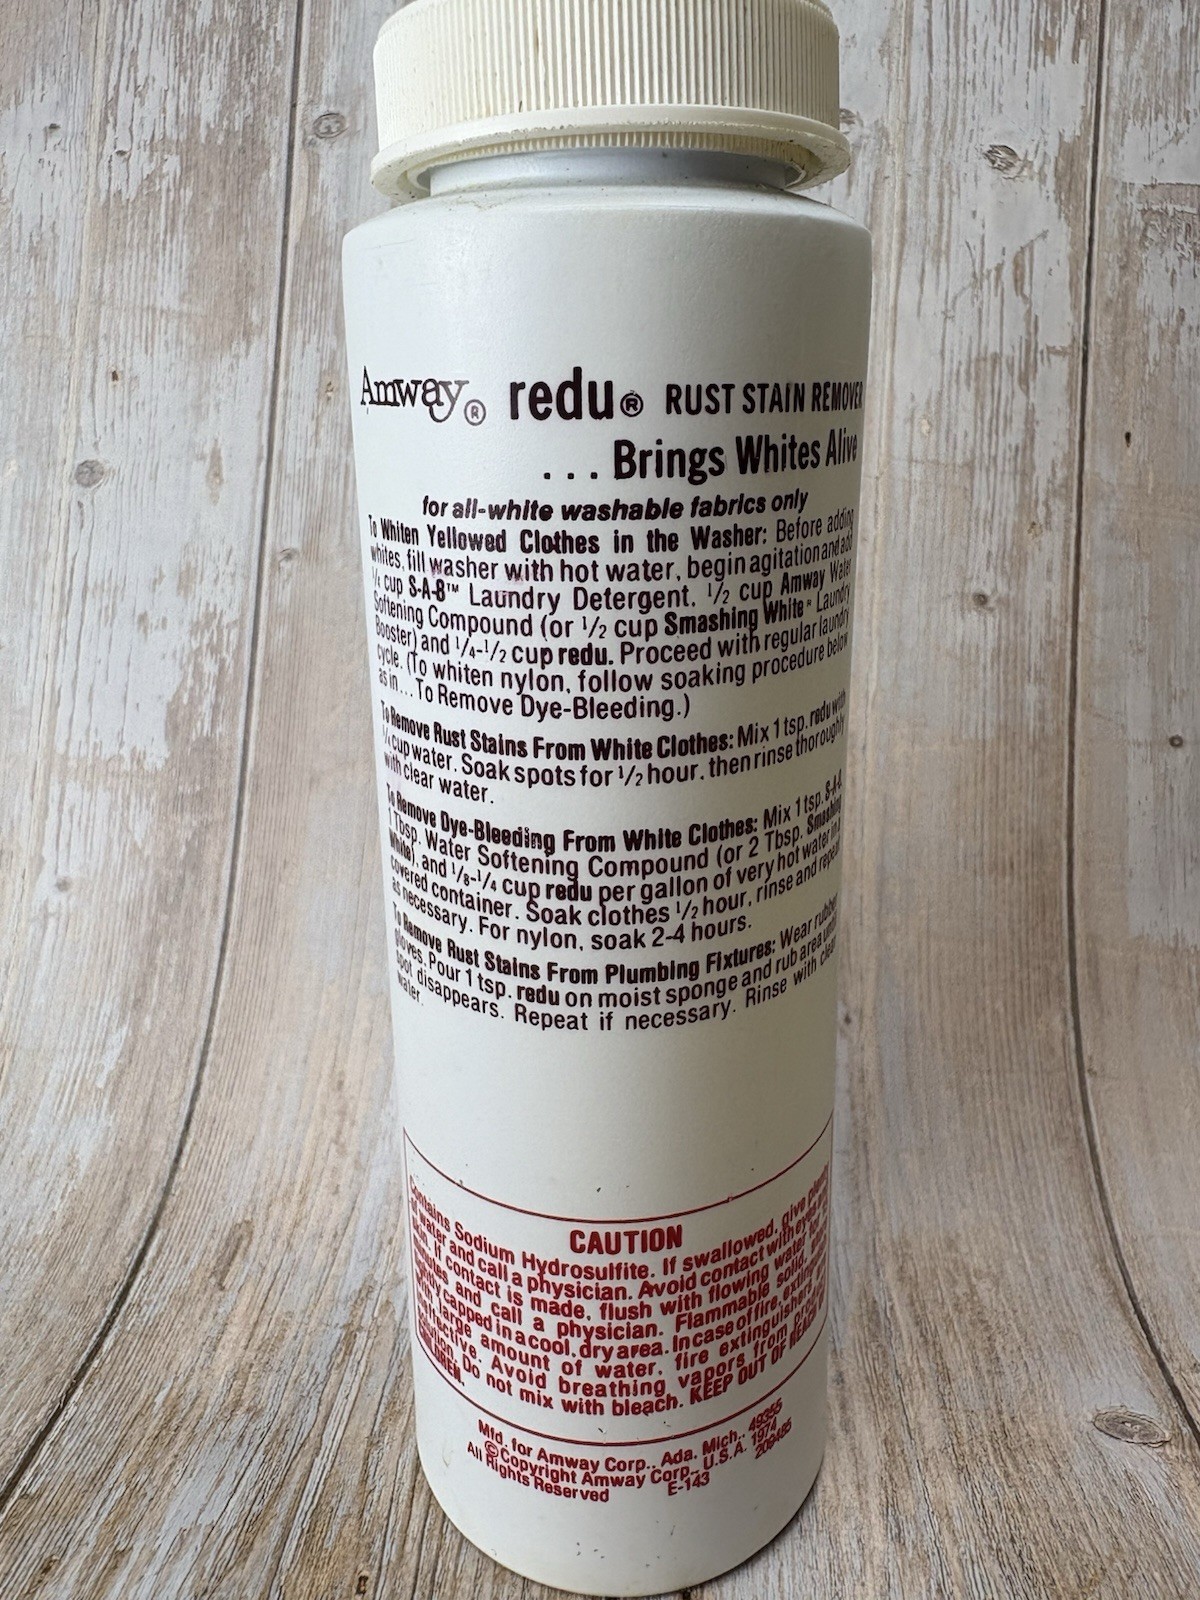 Amway® redu® RUST STAIN REMOVER
... Brings Whites Alive
for all-white washable fabrics only
To Whiten Yellowed Clothes in the Washer: Before adding
whites, fill washer with hot water, begin agitation and add
cup S-A-8™ Laundry Detergent, 1/2 cup Amway Water
Softening Compound (or 1/2 cup Smashing White® Laundry
Booster) and 1/4-1/2 cup redu. Proceed with regular laundry
cycle. (To whiten nylon, follow soaking procedure below
as in... To Remove Dye-Bleeding.)
To Remove Rust Stains From White Clothes: Mix 1 tsp. redu with
cup water. Soak spots for 1/2 hour, then rinse thoroughly
with clear water.
To Remove Dye-Bleeding From White Clothes: Mix 1 tsp. S-A-8,
1 Tbsp. Water Softening Compound (or 2 Tbsp. Smashing
White), and 1/8-1/4 cup redu per gallon of very hot water in
covered container. Soak clothes 1/2 hour, rinse and repeat
as necessary. For nylon, soak 2-4 hours.
To Remove Rust Stains From Plumbing Fixtures: Wear rubber
gloves. Pour 1 tsp. redu on moist sponge and rub area until
spot disappears. Repeat if necessary. Rinse with clear
water.
CAUTION
Contains Sodium Hydrosulfite. If swallowed, give plenty
of water and call a physician. Avoid contact with eyes and
skin. If contact is made, flush with flowing water for
minutes and call a physician. Flammable solid,
tightly capped in a cool, dry area. In case of fire, extinguish
with large amount of water, fire extinguisher
effective. Avoid breathing vapors from
solution. Do not mix with bleach. KEEP OUT OF REACH OF
CHILDREN.
Mfd. for Amway Corp., Ada, Mich., 49355
©Copyright Amway Corp., U.S.A. 1974
All Rights Reserved E-143 209485